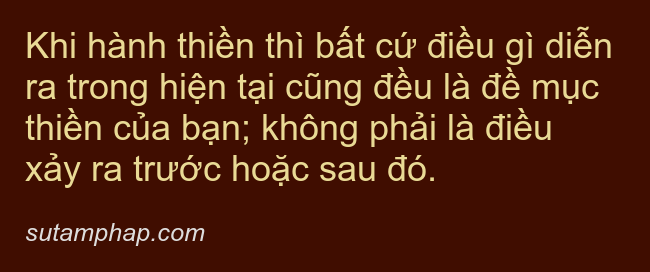 Khi hành thiền thì bất cứ điều gì diễn
ra trong hiện tại cũng đều là đề mục
thiền của bạn; không phải là điều
xảy ra trước hoặc sau đó.
sutamphap.com